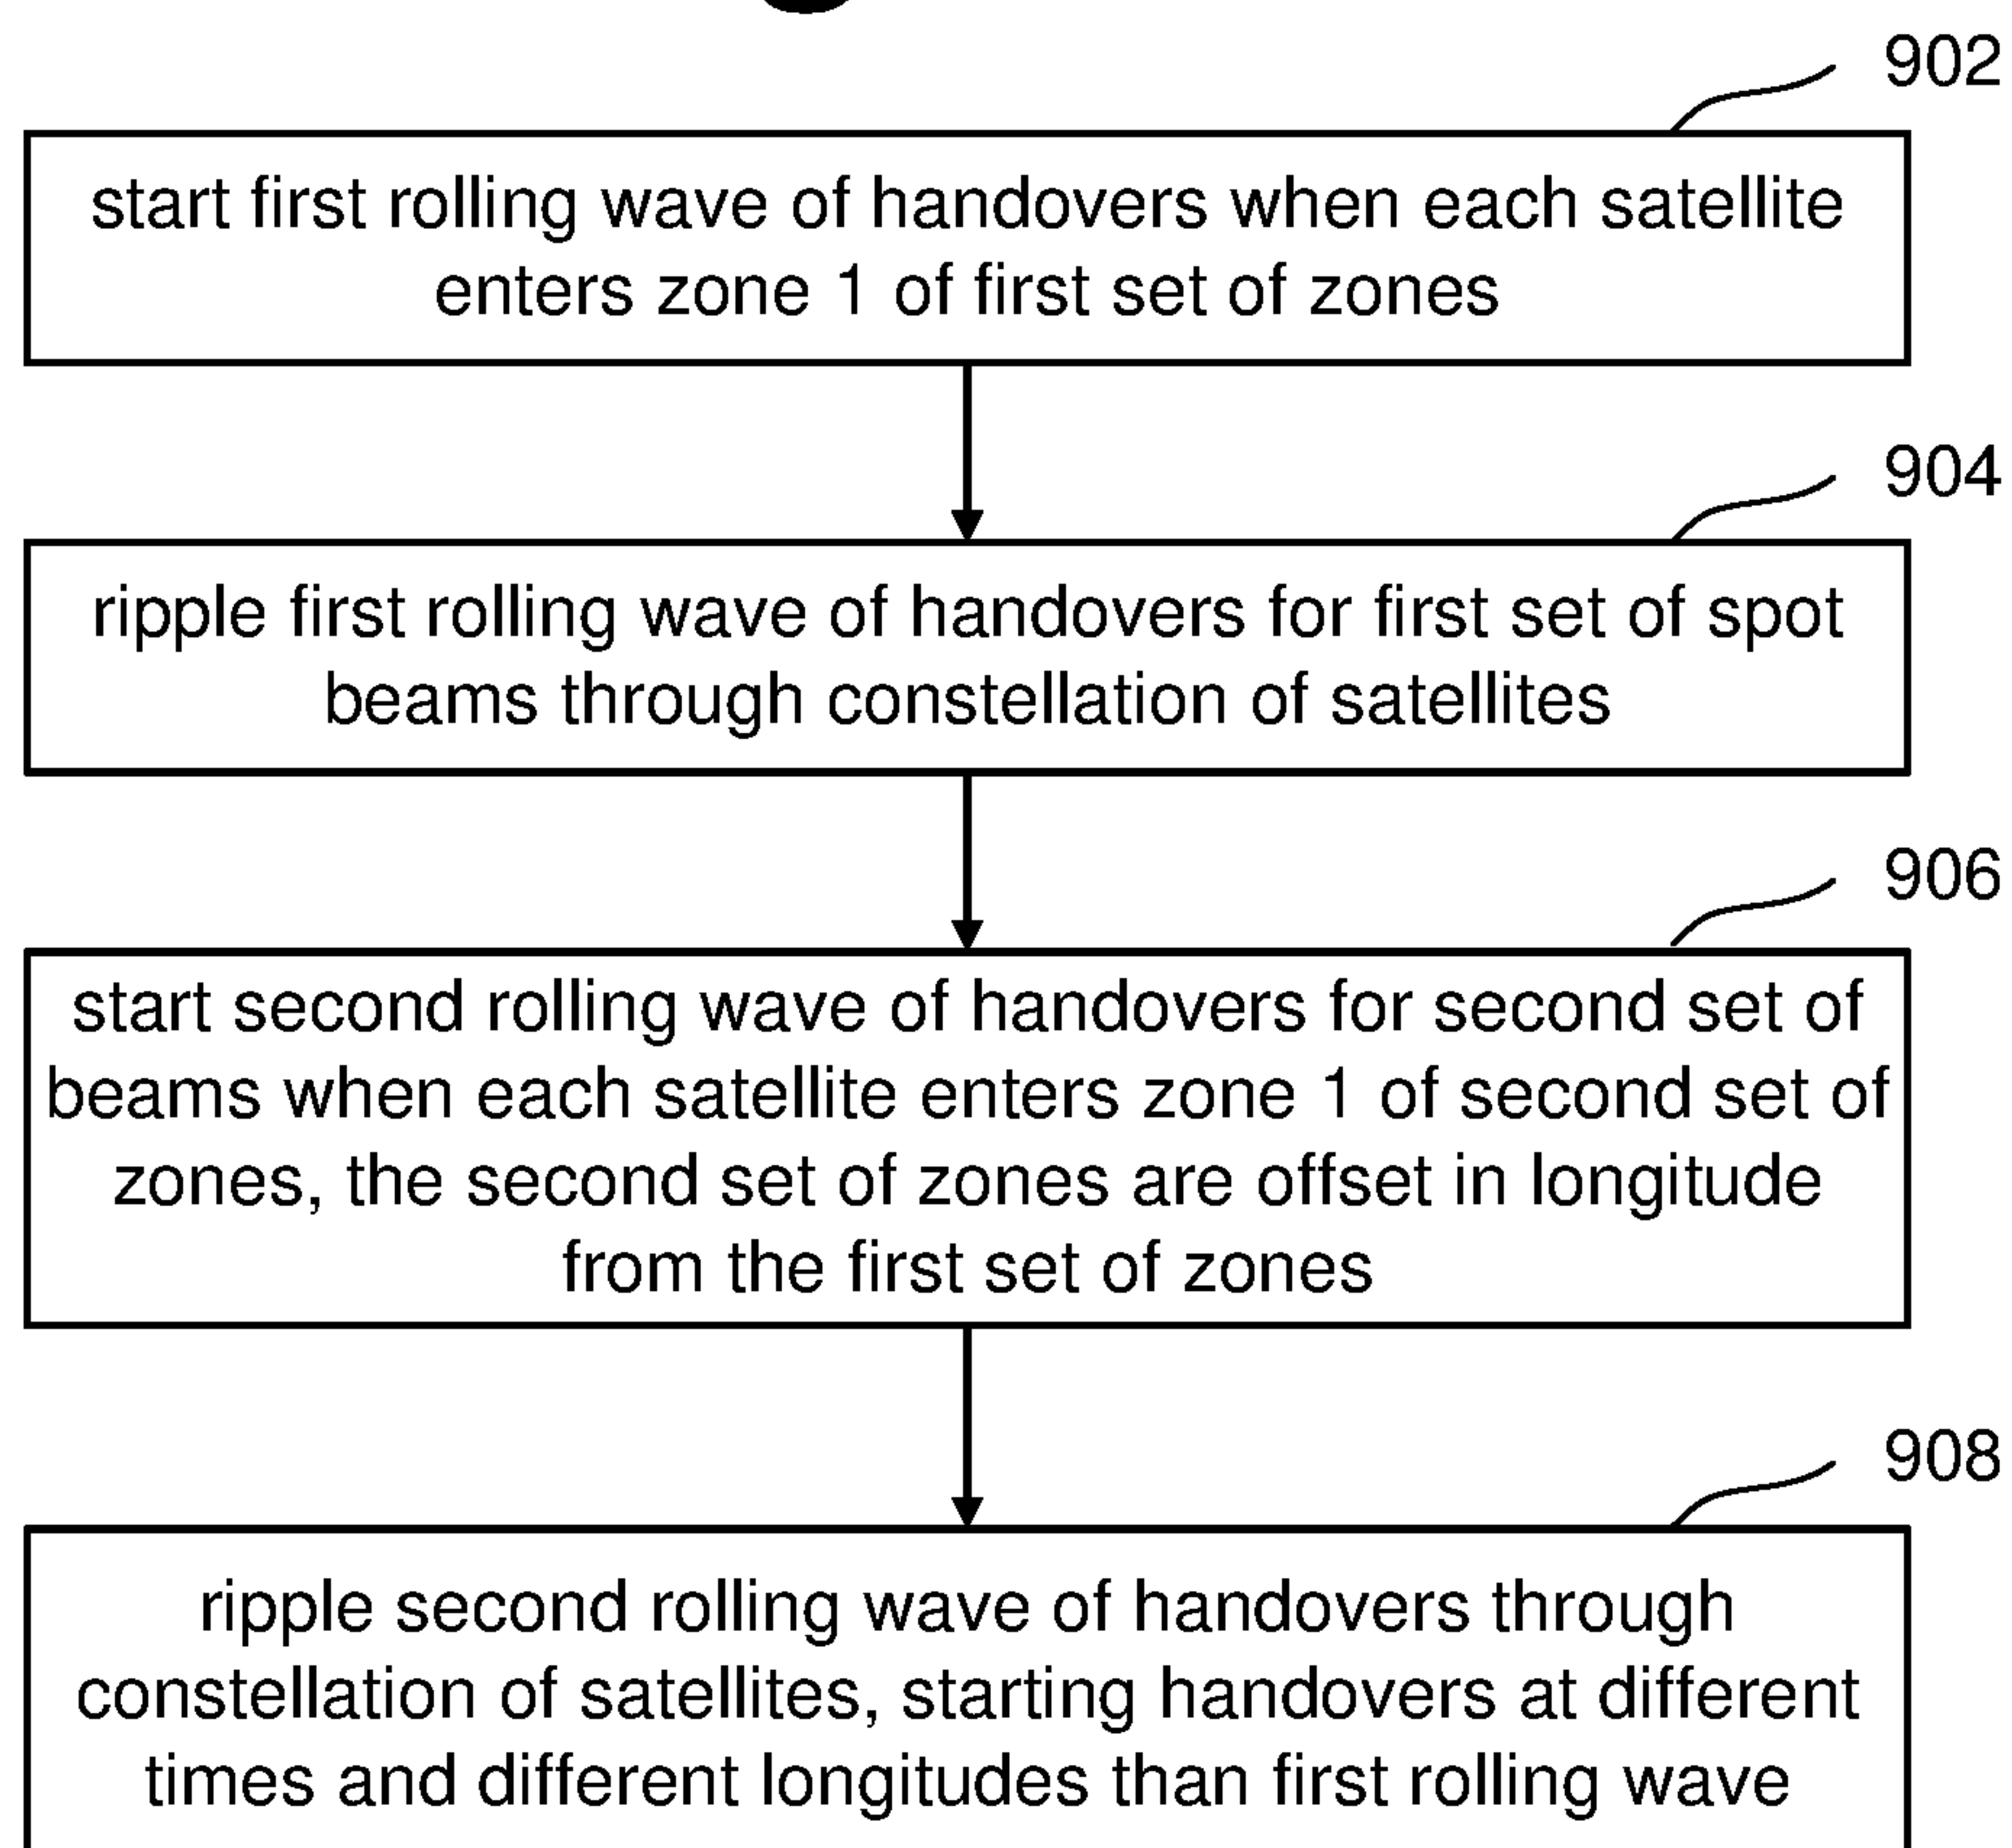 902
start first rolling wave of handovers when each satellite
enters zone 1 of first set of zones
904
ripple first rolling wave of handovers for first set of spot
beams through constellation of satellites
906
start second rolling wave of handovers for second set of
beams when each satellite enters zone 1 of second set of
zones, the second set of zones are offset in longitude
from the first set of zones
908
ripple second rolling wave of handovers through
constellation of satellites, starting handovers at different
times and different longitudes than first rolling wave